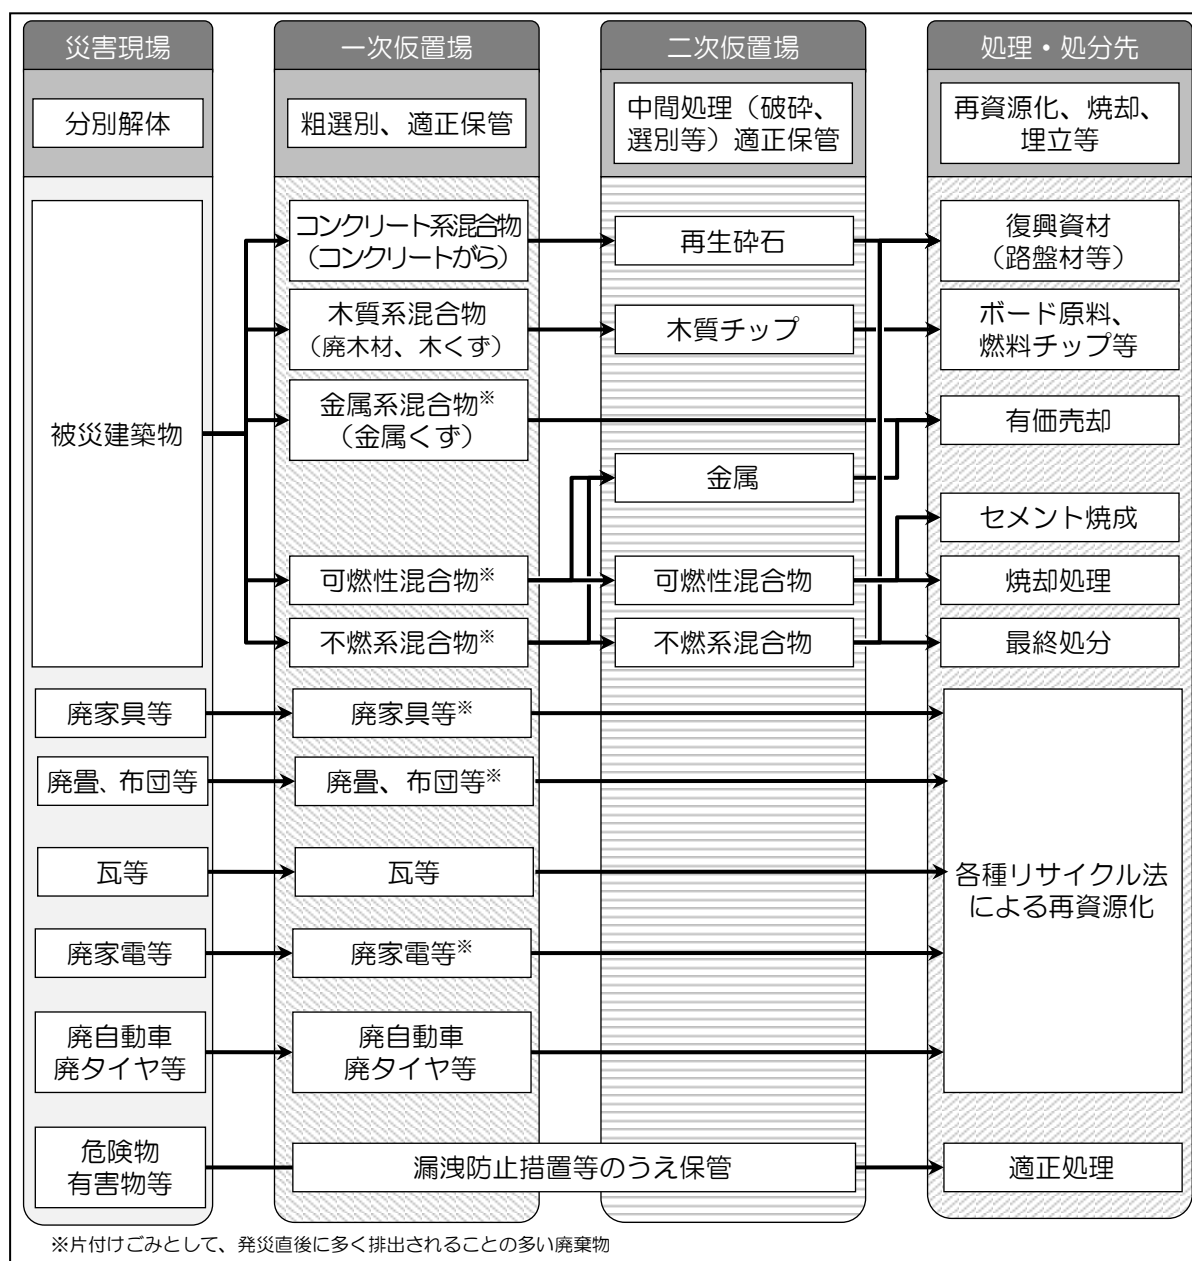 災害現場
一次仮置場
二次仮置場
処理・処分先
分別解体
粗選別、適正保管
中間処理（破砕、
選別等）適正保管
再資源化、焼却、
埋立等
被災建築物
コンクリート系混合物
（コンクリートがら）
再生砕石
復興資材
（路盤材等）
木質系混合物
（廃木材、木くず）
木質チップ
ボード原料、
燃料チップ等
金属系混合物※
（金属くず）
有価売却
金属
セメント焼成
可燃性混合物※
可燃性混合物
焼却処理
不燃系混合物※
不燃系混合物
最終処分
廃家具等
廃家具等※
廃畳、布団等
廃畳、布団等※
瓦等
瓦等
各種リサイクル法
による再資源化
廃家電等
廃家電等※
廃自動車
廃タイヤ等
廃自動車
廃タイヤ等
危険物
有害物等
漏洩防止措置等のうえ保管
適正処理
※片付けごみとして、発災直後に多く排出されることの多い廃棄物